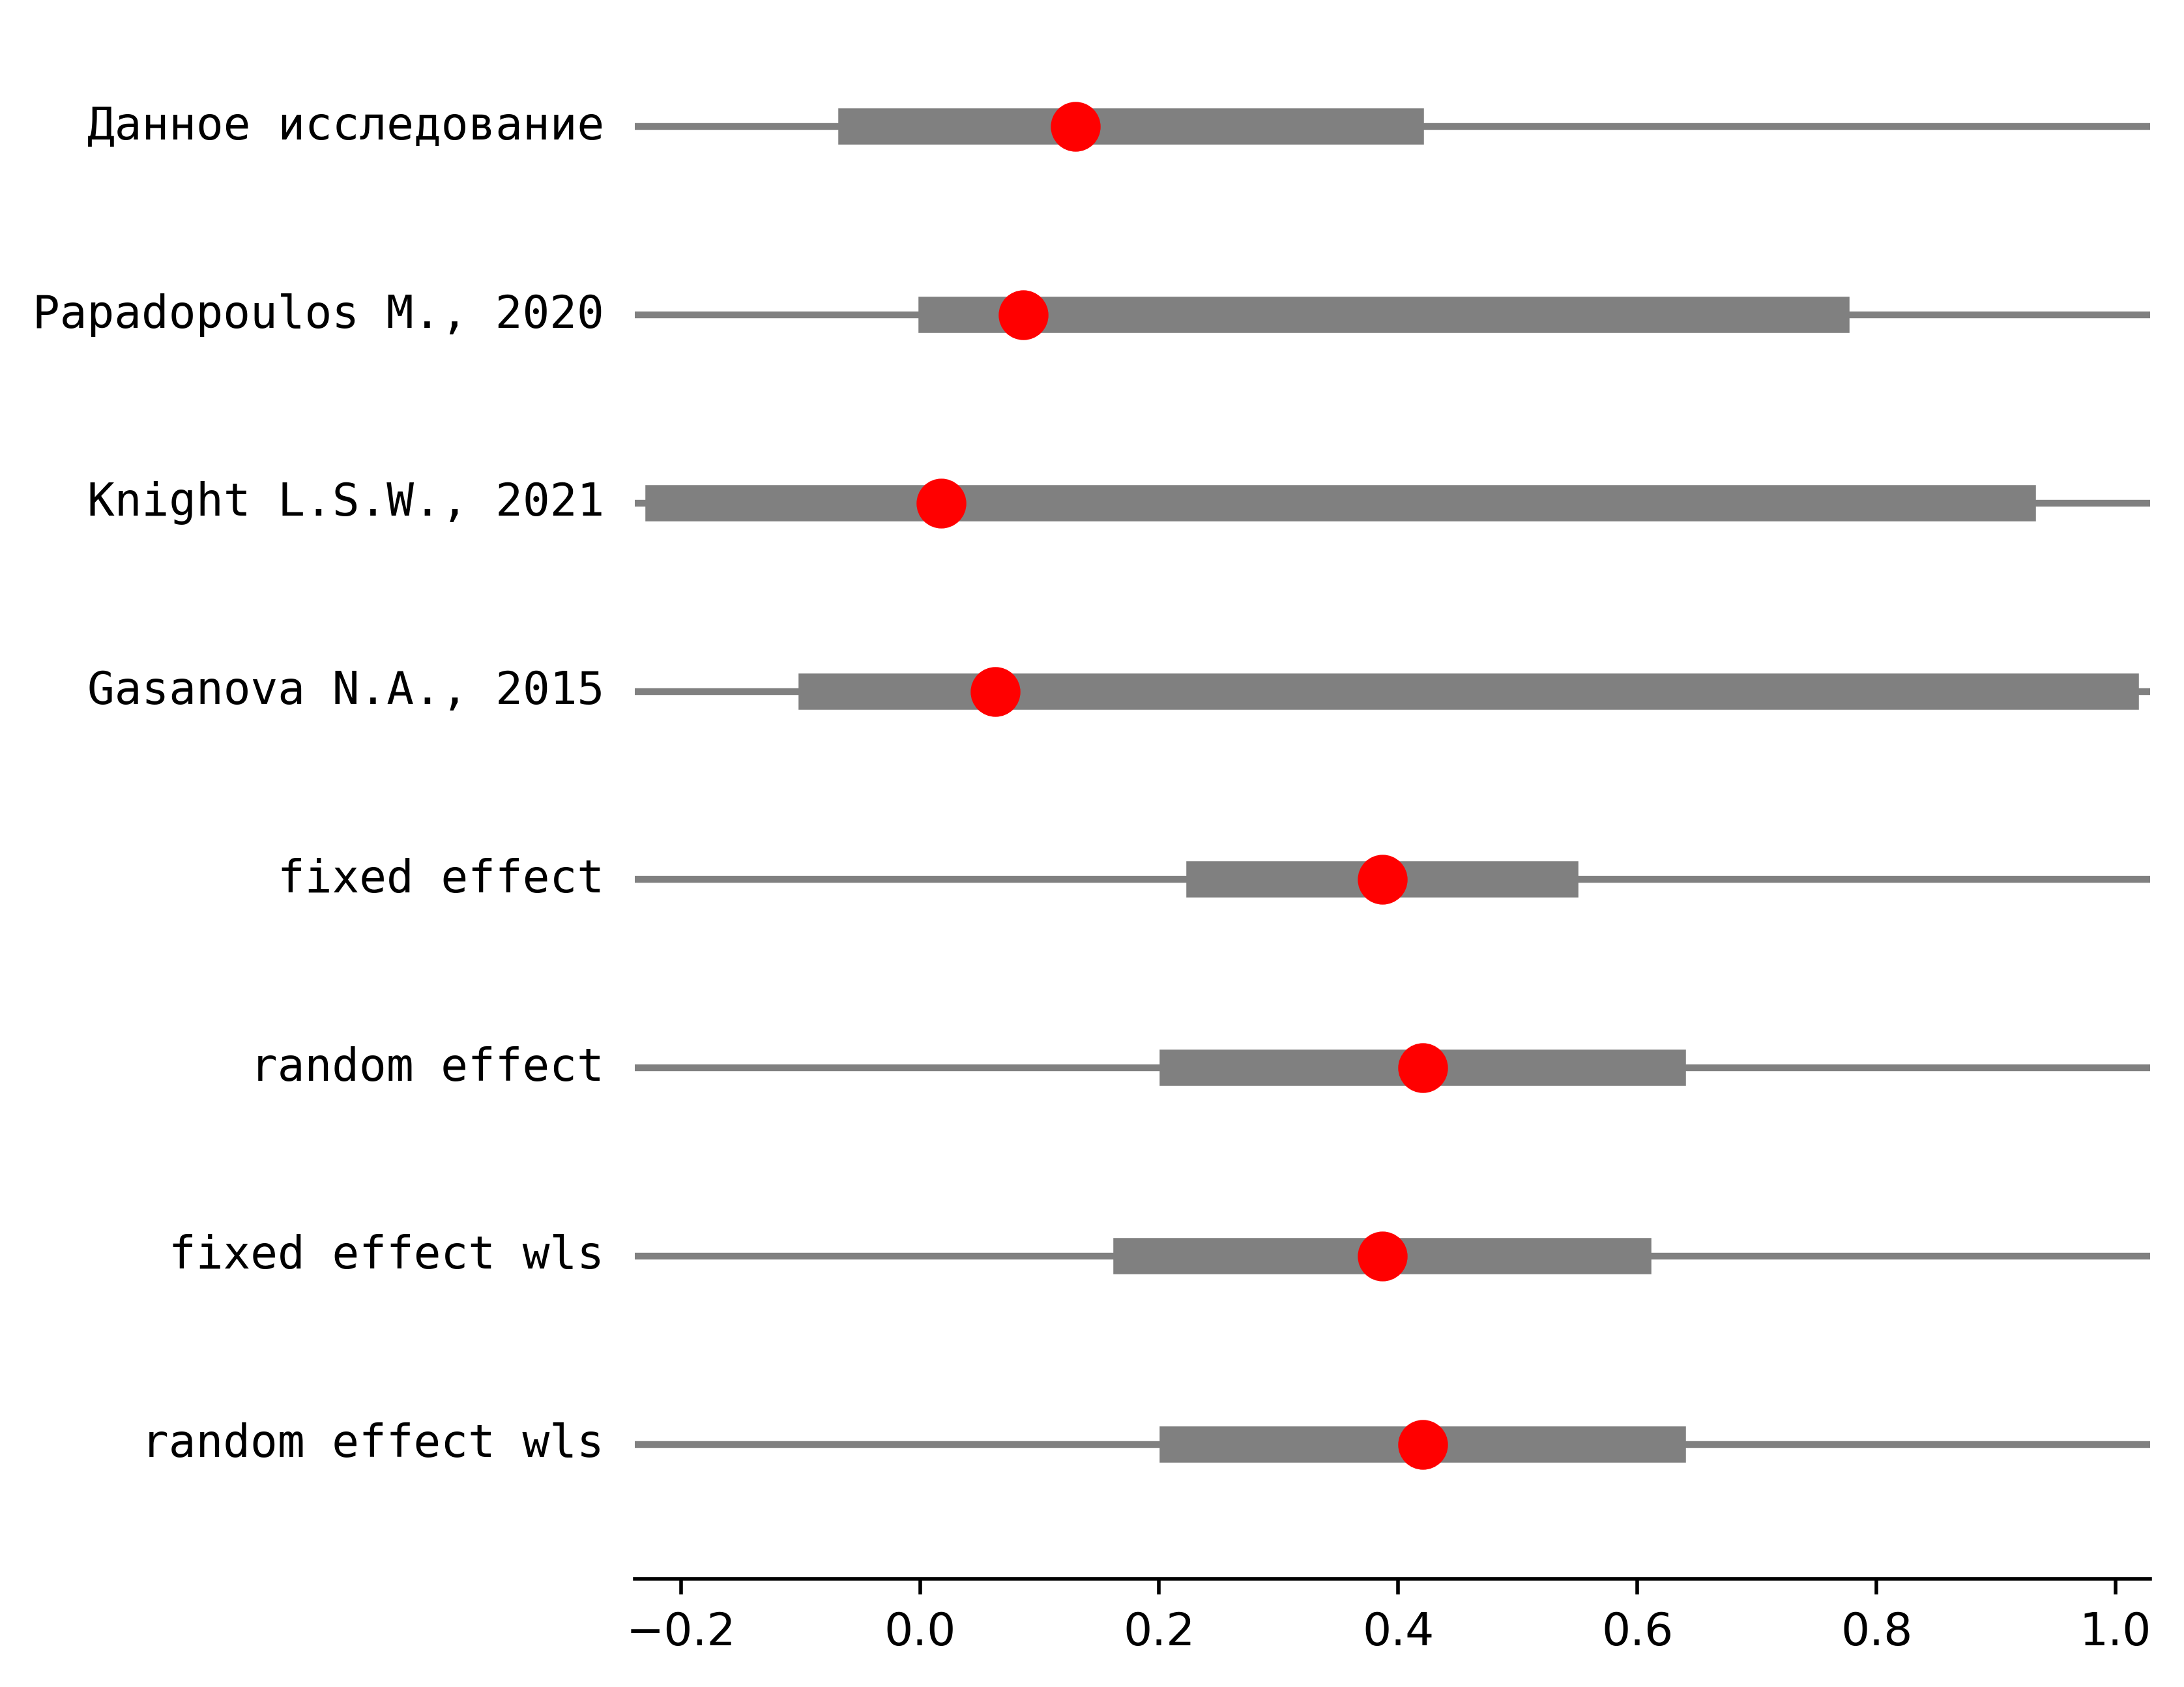 Данное исследование
Papadopoulos M., 2020
Knight L.S.W., 2021
Gasanova N.A., 2015
fixed effect
random effect
fixed effect wls
random effect wls
−0.2 0.0 0.2 0.4 0.6 0.8 1.0